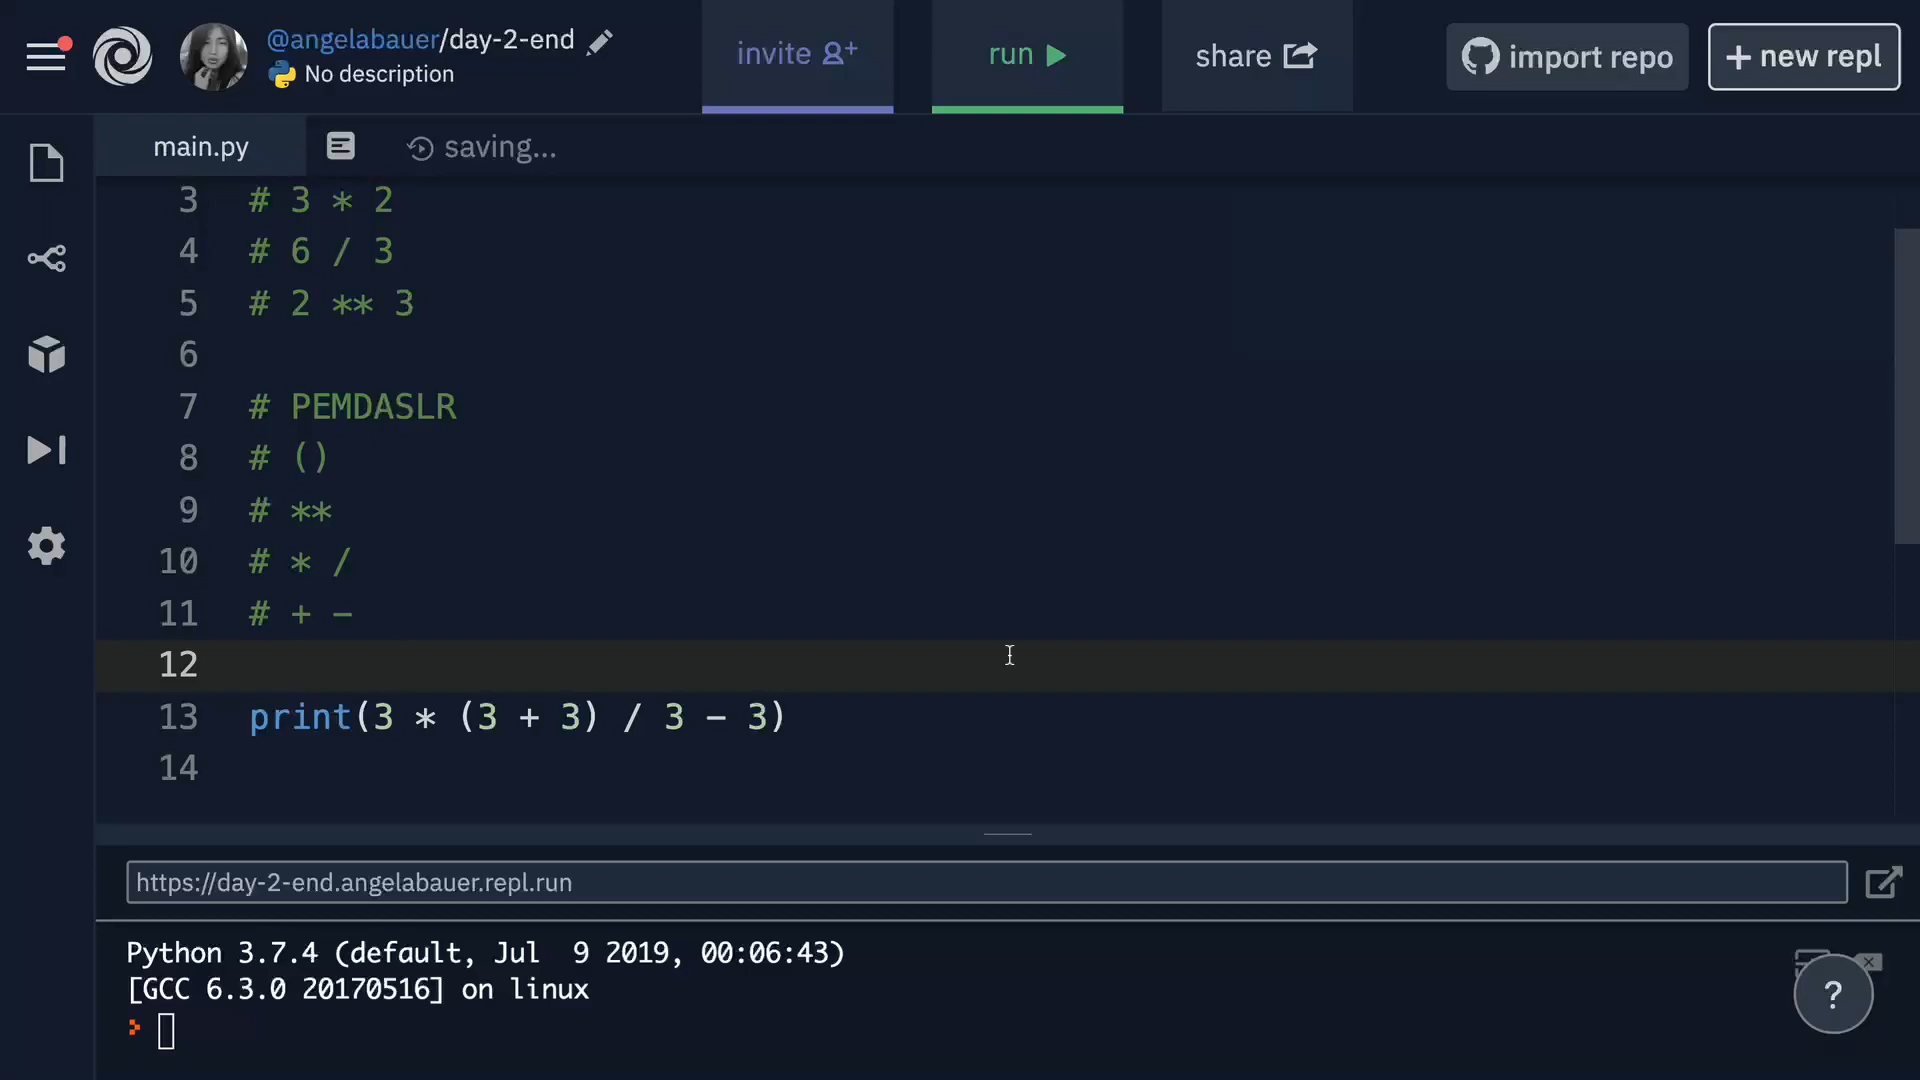 @angelabauer/day-2-end
No description
invite
run
share
import repo
+ new repl
main.py
saving...
3 # 3 * 2
4 # 6 / 3
5 # 2 ** 3
6
7 # PEMDASLR
8 # ()
9 # **
10 # * /
11 # + -
12
13 print(3 * (3 + 3) / 3 - 3)
14
https://day-2-end.angelabauer.repl.run
Python 3.7.4 (default, Jul  9 2019, 00:06:43)
[GCC 6.3.0 20170516] on linux
?